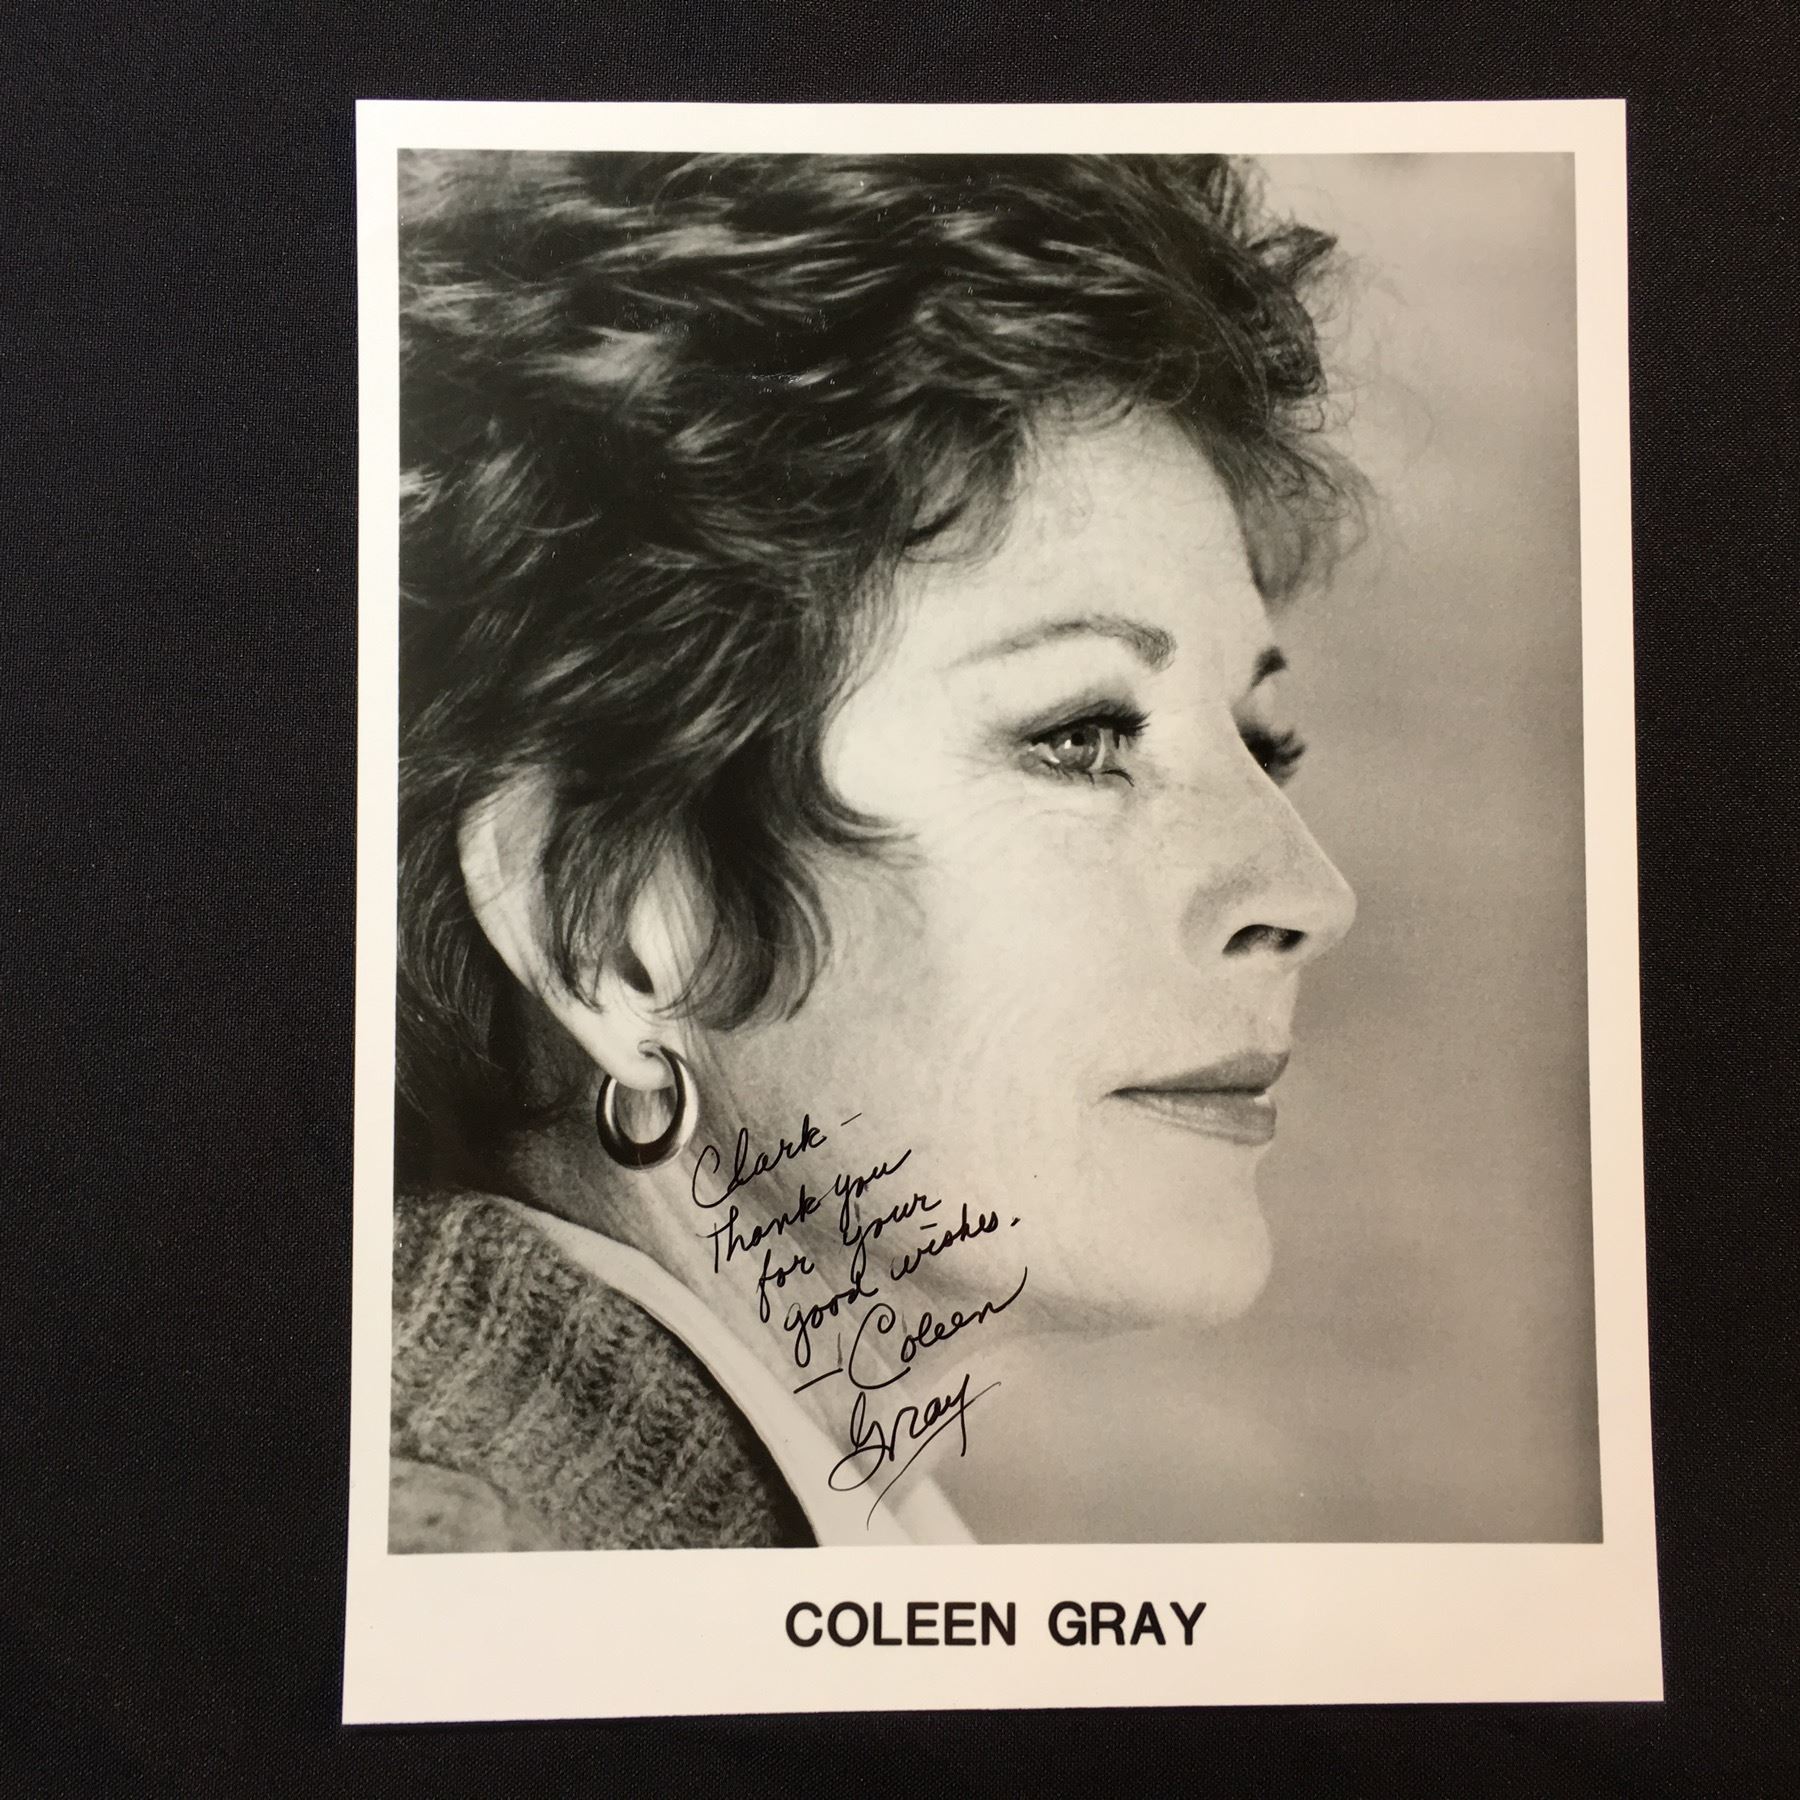 Clark –
Thank you
for your
good wishes.
– Coleen
Gray
COLEEN GRAY